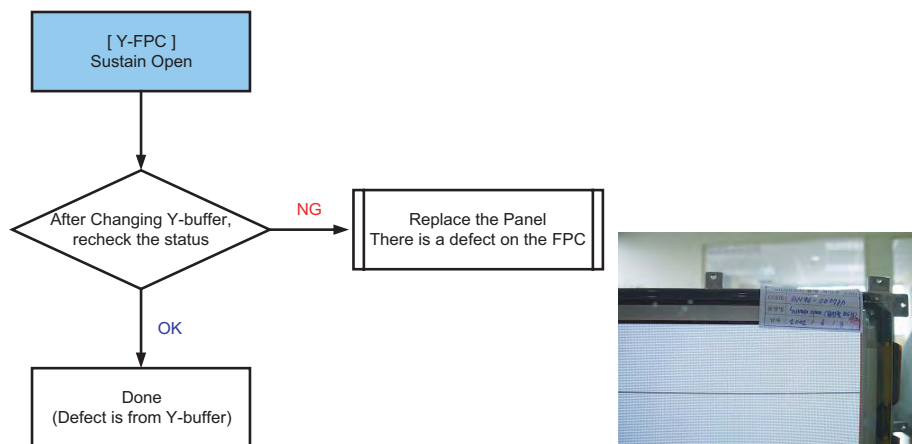 [ Y-FPC ]
Sustain Open
After Changing Y-buffer,
recheck the status
NG
Replace the Panel
There is a defect on the FPC
OK
Done
(Defect is from Y-buffer)